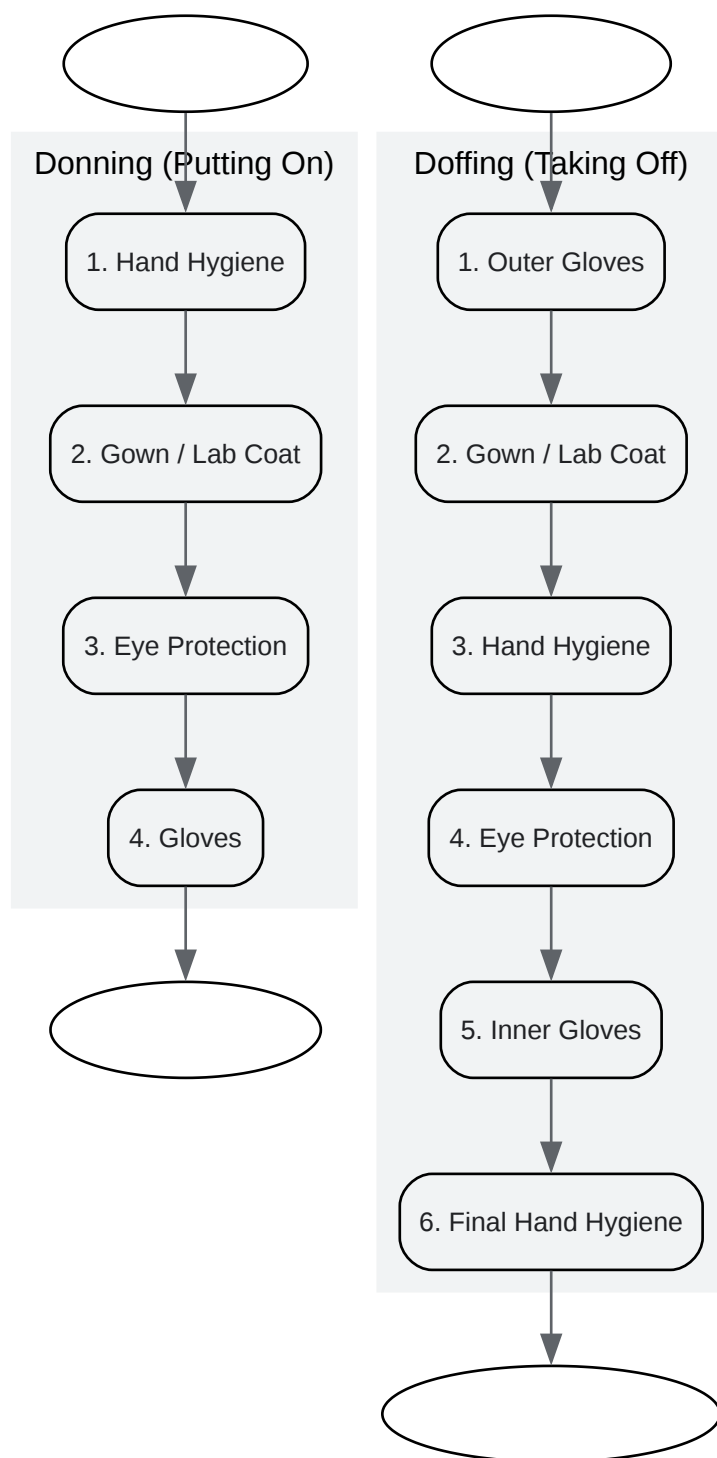 Donning (Putting On)
1. Hand Hygiene
2. Gown / Lab Coat
3. Eye Protection
4. Gloves
Doffing (Taking Off)
1. Outer Gloves
2. Gown / Lab Coat
3. Hand Hygiene
4. Eye Protection
5. Inner Gloves
6. Final Hand Hygiene